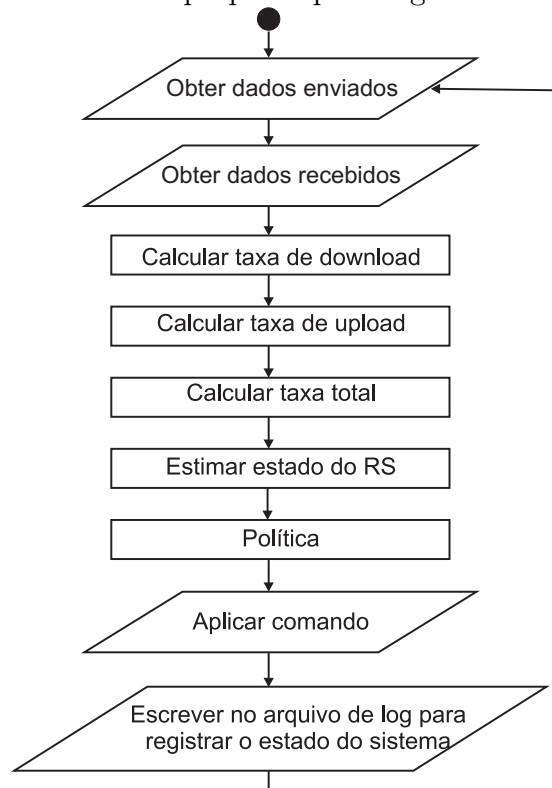 Obter dados enviados
Obter dados recebidos
Calcular taxa de download
Calcular taxa de upload
Calcular taxa total
Estimar estado do RS
Política
Aplicar comando
Escrever no arquivo de log para
registrar o estado do sistema